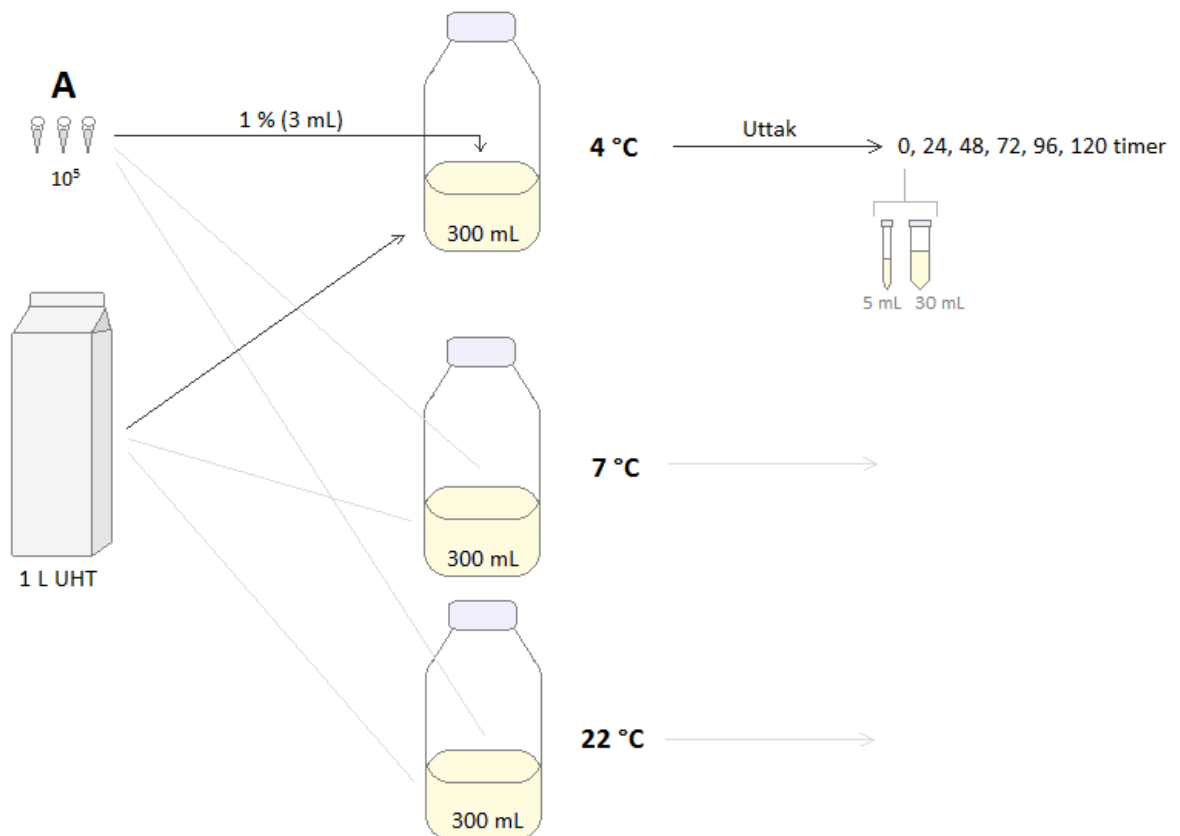 A
10⁵
1 % (3 mL)
300 mL
4 °C
Uttak
0, 24, 48, 72, 96, 120 timer
5 mL
30 mL
1 L UHT
300 mL
7 °C
300 mL
22 °C